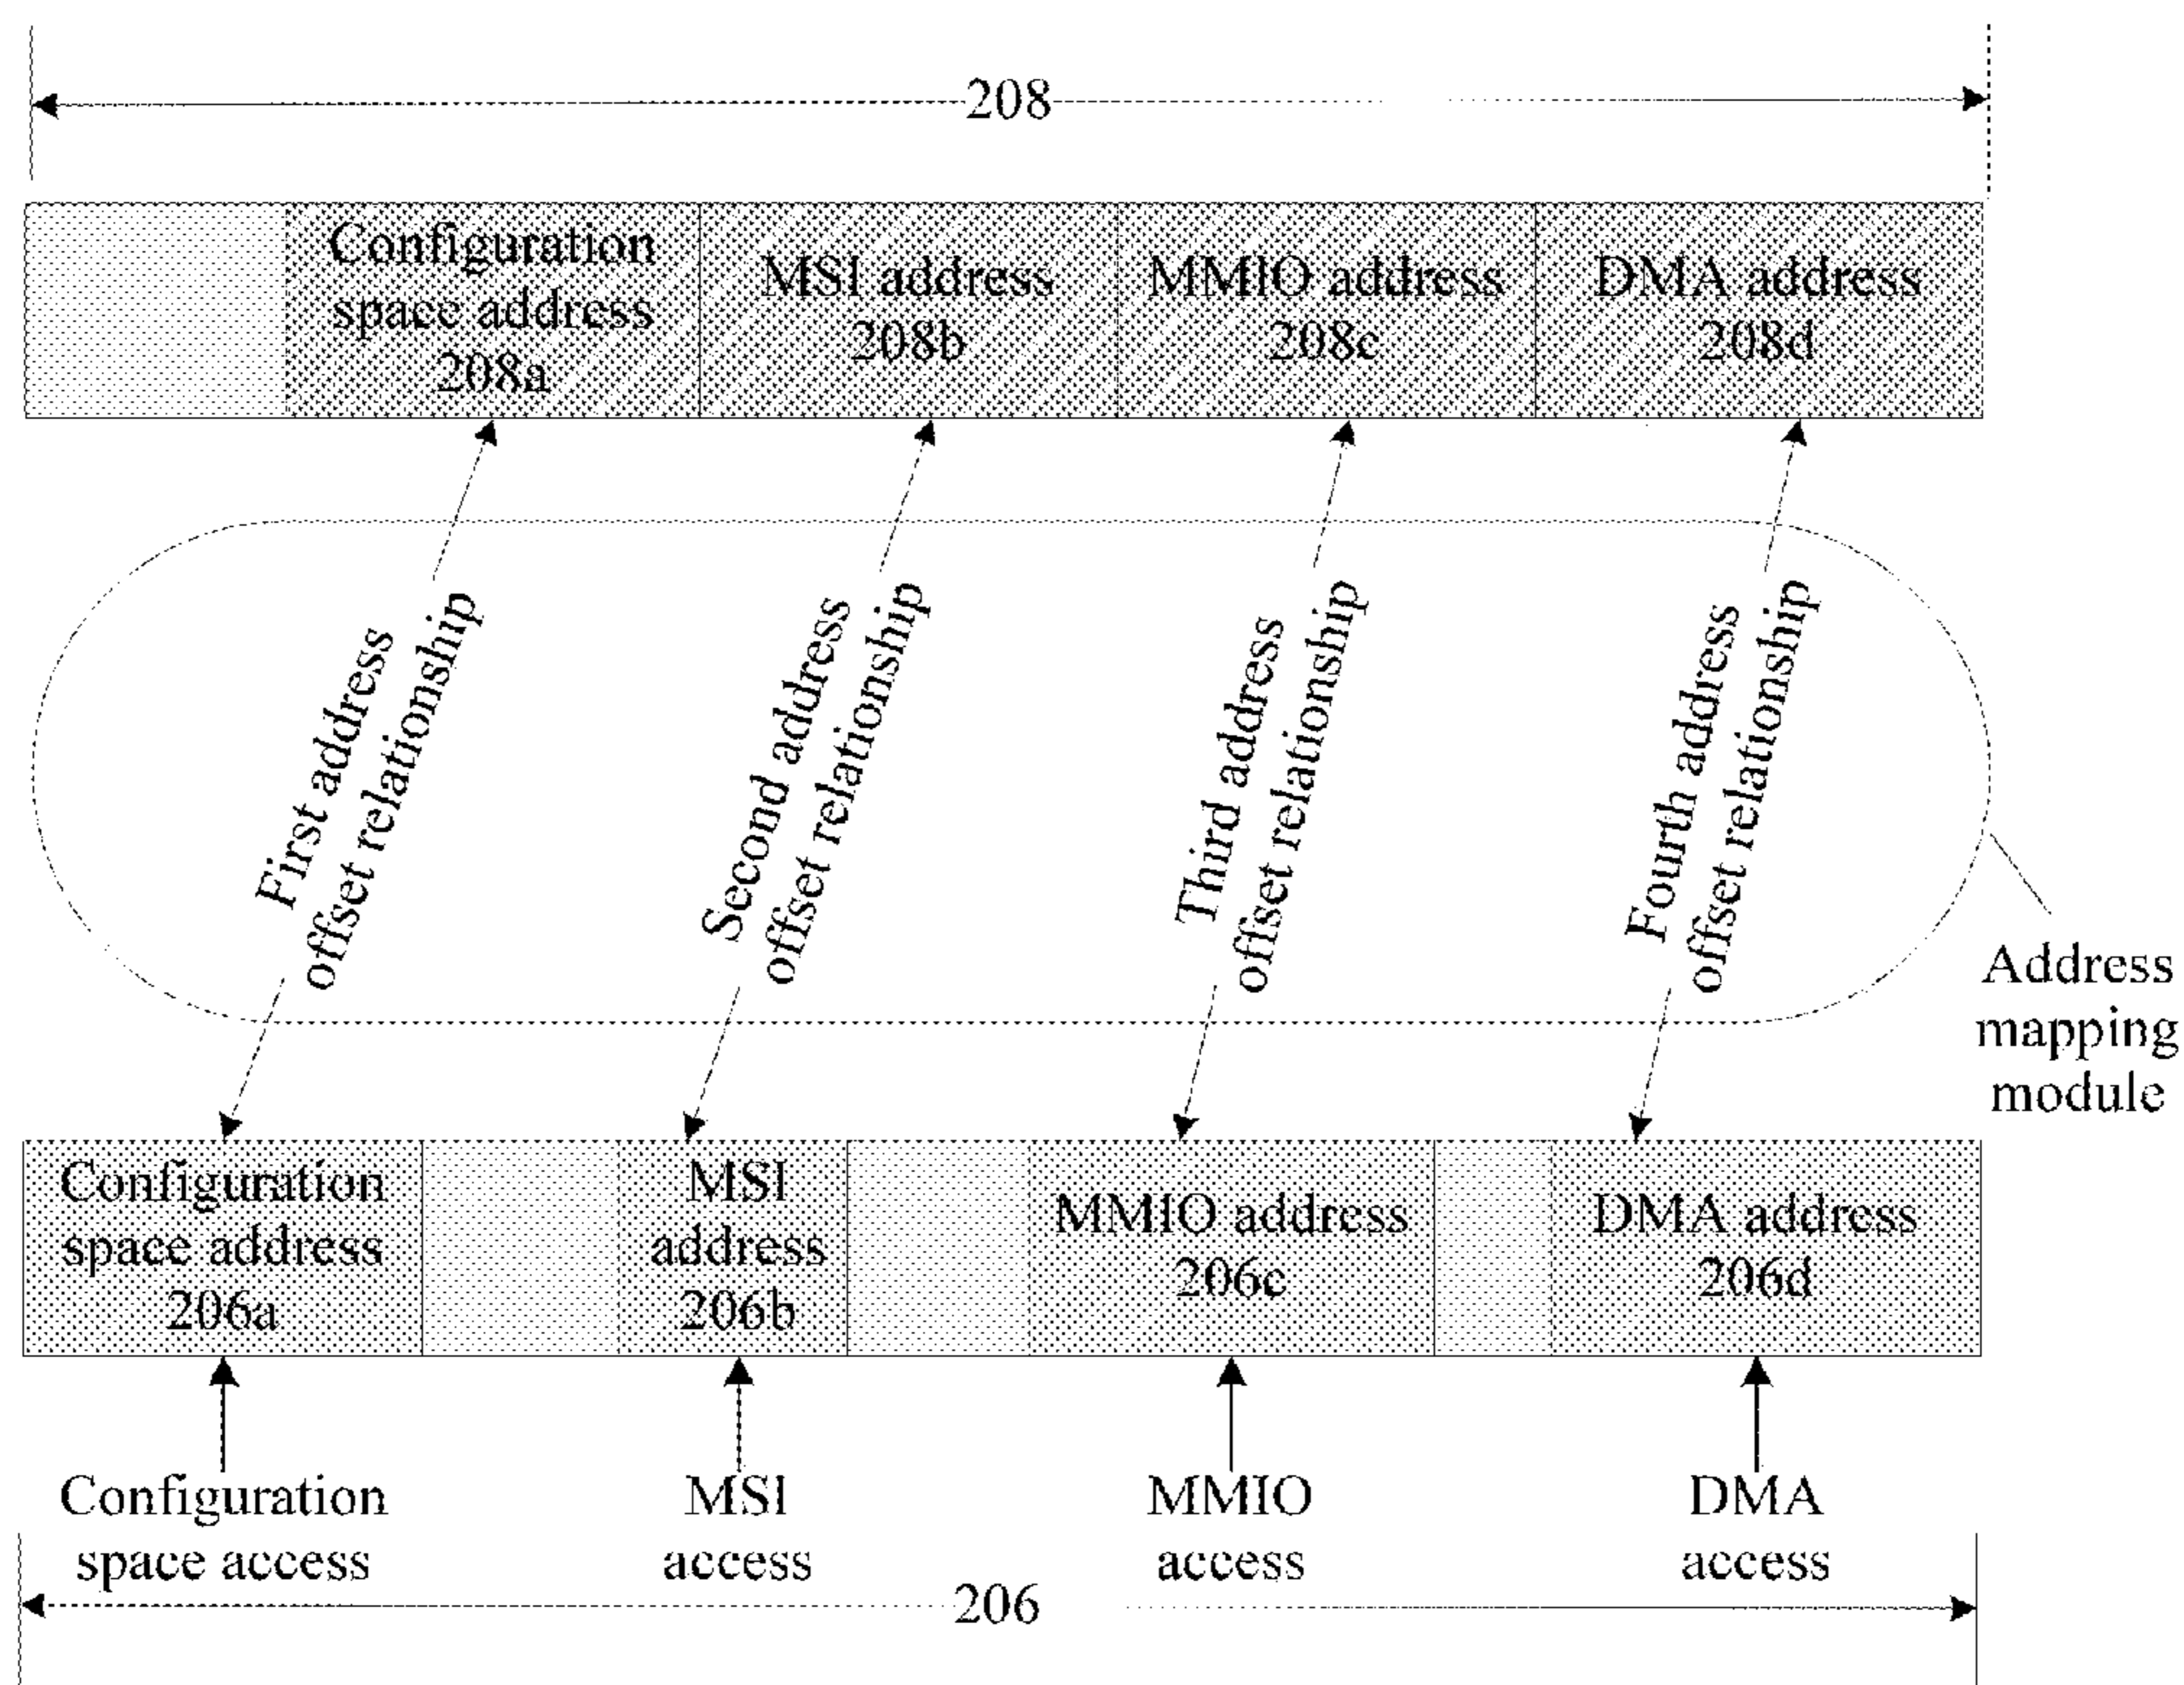 208
Configuration
space address
208a
MSI address
208b
MMIO address
208c
DMA address
208d
First address
offset relationship
Second address
offset relationship
Third address
offset relationship
Fourth address
offset relationship
Address
mapping
module
Configuration
space address
206a
MSI
address
206b
MMIO address
206c
DMA address
206d
Configuration
space access
MSI
access
MMIO
access
DMA
access
206